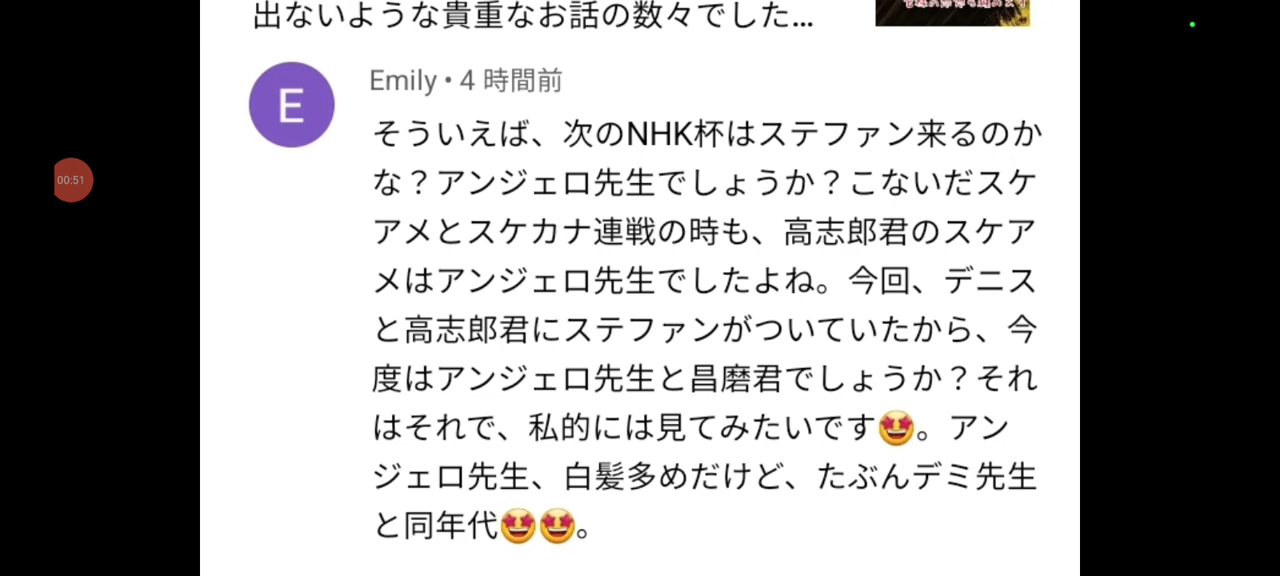 出ないような貴重なお話の数々でした...
E
Emily • 4 時間前
00:51
そういえば、次のNHK杯はステファン来るのか
な？アンジェロ先生でしょうか？こないだスケ
アメとスケカナ連戦の時も、高志郎君のスケア
メはアンジェロ先生でしたよね。今回、デニス
と高志郎君にステファンがついていたから、今
度はアンジェロ先生と昌磨君でしょうか？それ
はそれで、私的には見てみたいです🤩。アン
ジェロ先生、白髪多めだけど、たぶんデミ先生
と同年代🤩🤩。